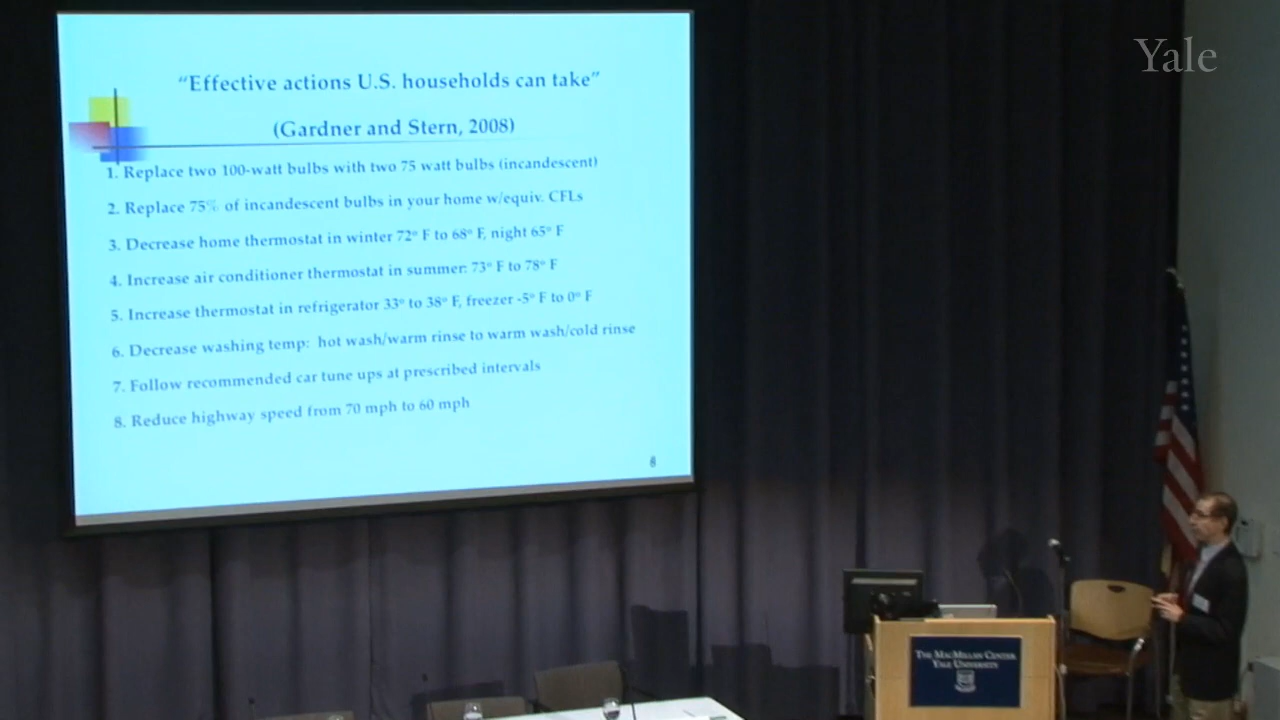 Yale
“Effective actions U.S. households can take”
(Gardner and Stern, 2008)
1. Replace two 100-watt bulbs with two 75 watt bulbs (incandescent)
2. Replace 75% of incandescent bulbs in your home w/equiv. CFLs
3. Decrease home thermostat in winter 72° F to 68° F, night 65° F
4. Increase air conditioner thermostat in summer: 73° F to 78° F
5. Increase thermostat in refrigerator 33° to 38° F, freezer -5° F to 0° F
6. Decrease washing temp: hot wash/warm rinse to warm wash/cold rinse
7. Follow recommended car tune ups at prescribed intervals
8. Reduce highway speed from 70 mph to 60 mph
THE MACMILLAN CENTER
YALE UNIVERSITY